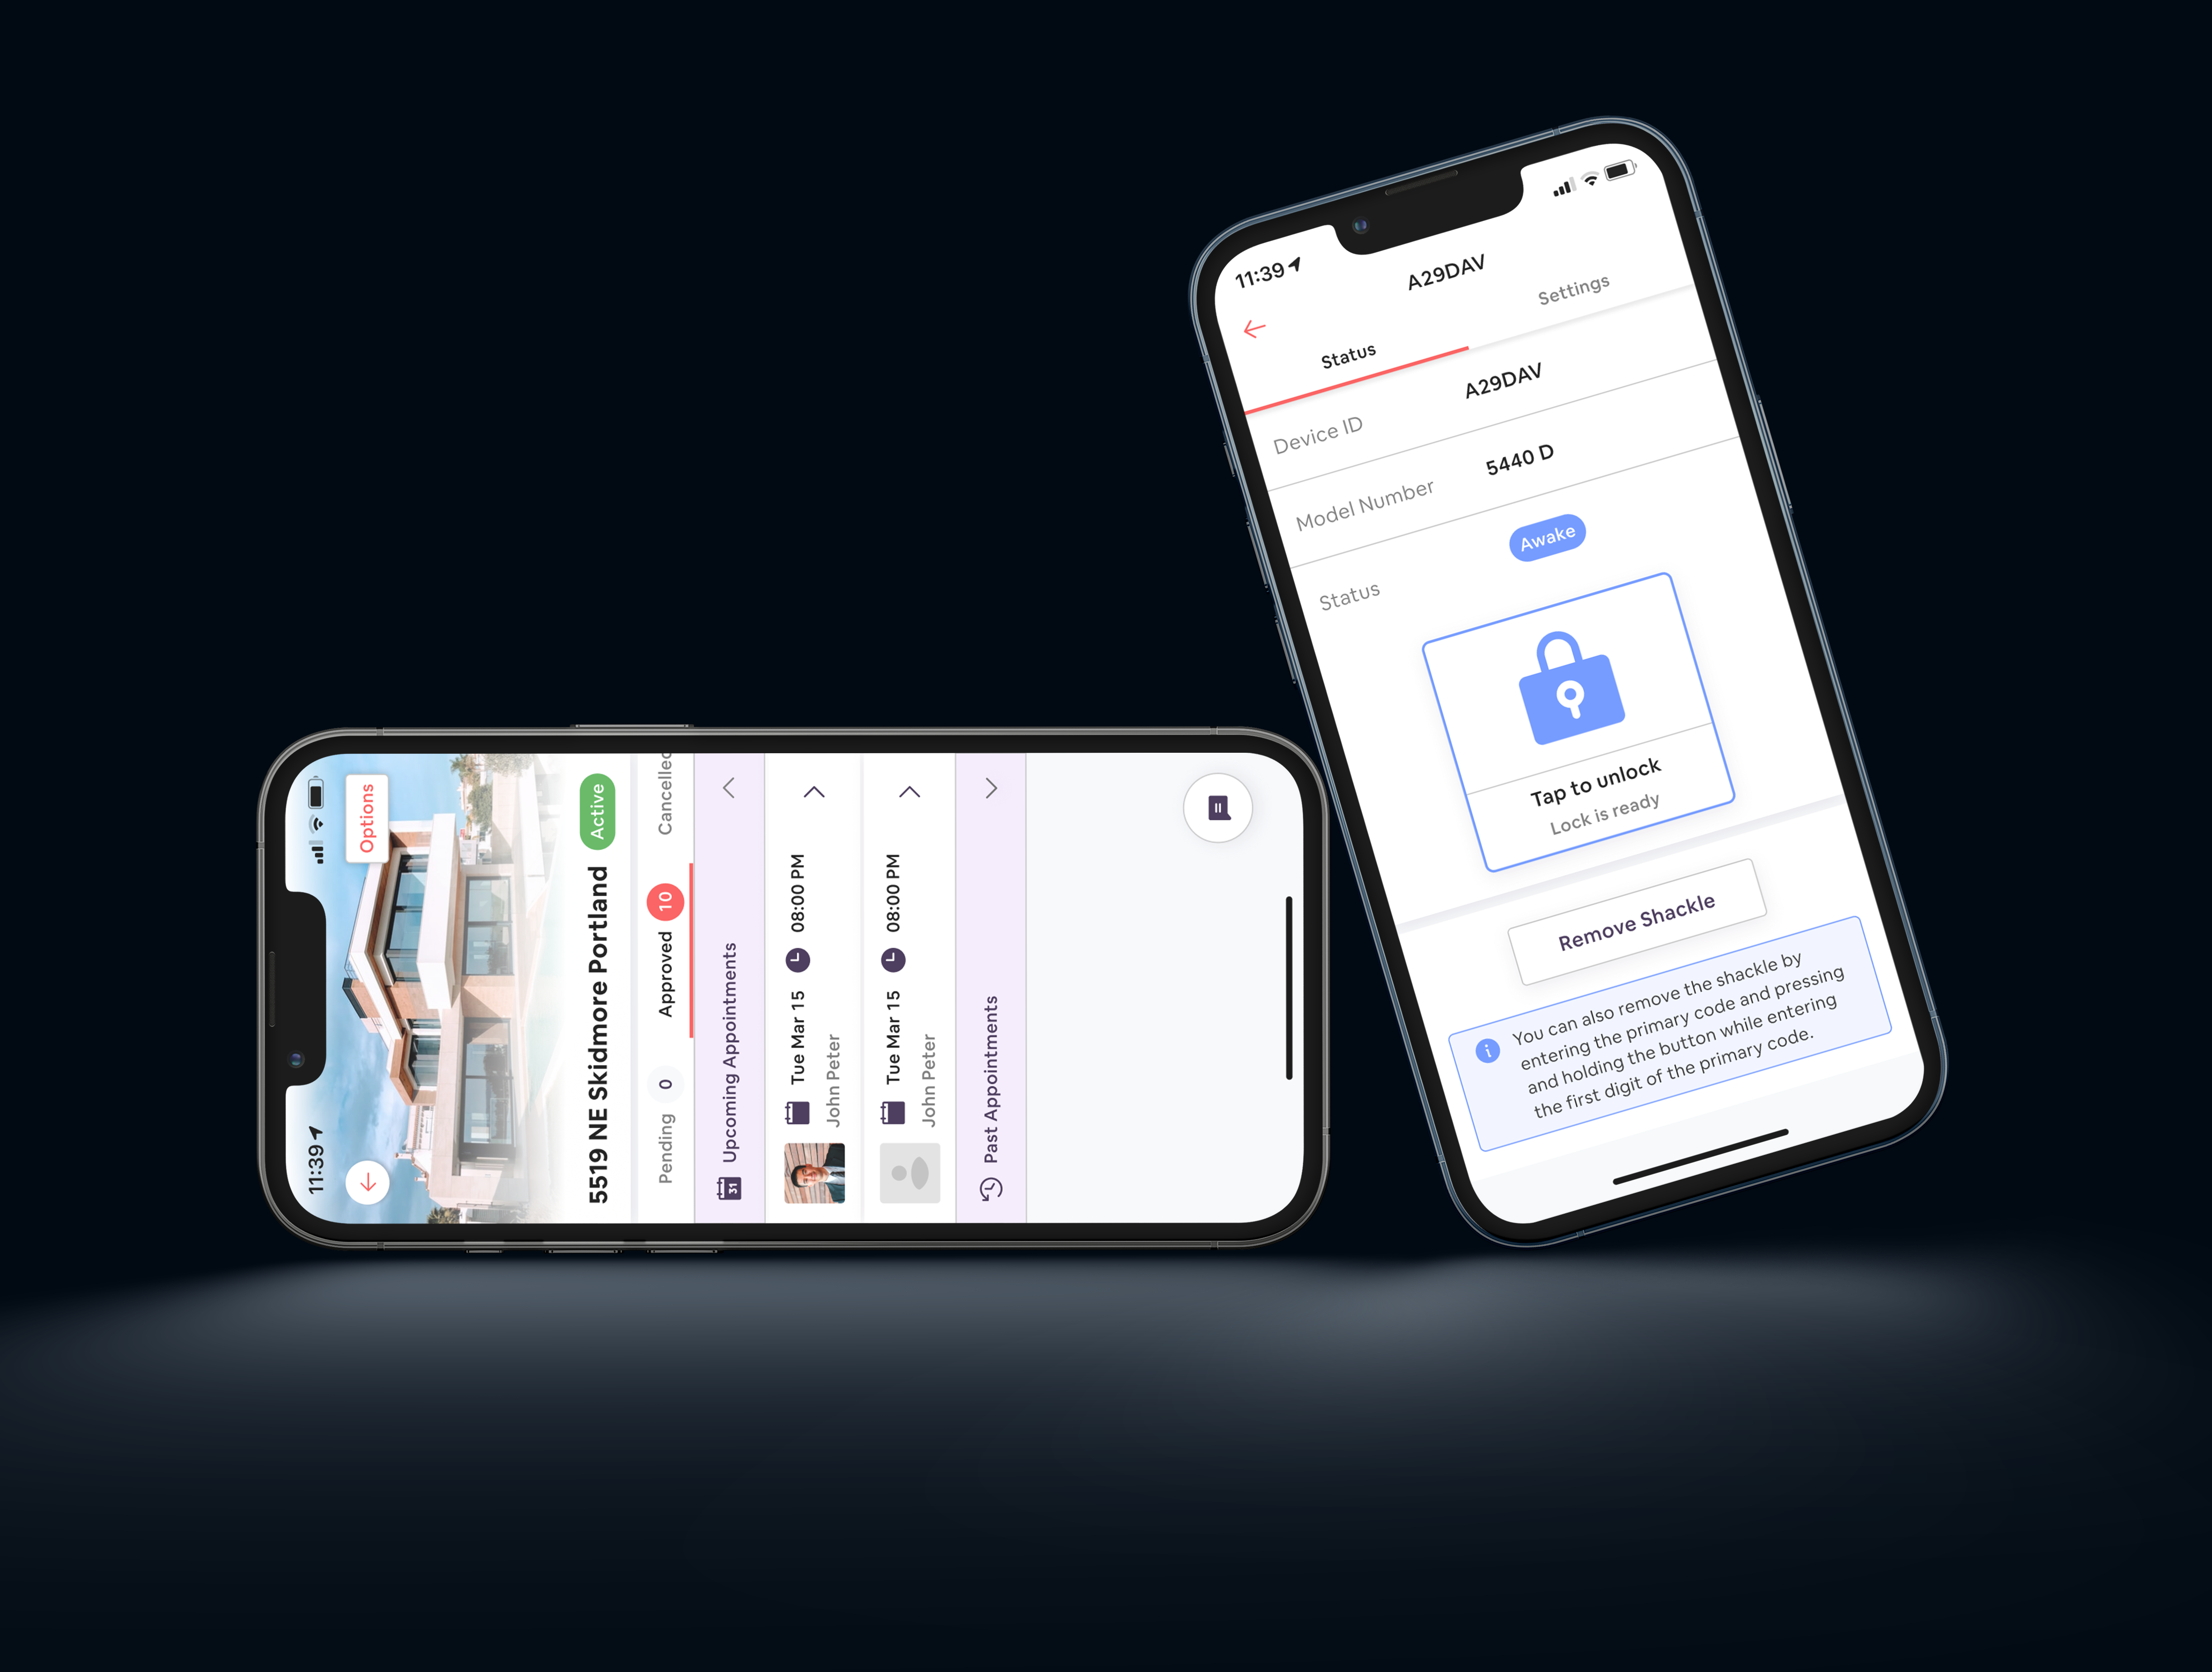 11:39
Options
5519 NE Skidmore Portland
Active
Pending 0
Approved 10
Cancelled
31 Upcoming Appointments
Tue Mar 15 08:00 PM
John Peter
Tue Mar 15 08:00 PM
John Peter
Past Appointments
11:39
A29DAV
Status
Settings
Device ID A29DAV
Model Number 5440 D
Status Awake
Tap to unlock
Lock is ready
Remove Shackle
You can also remove the shackle by
entering the primary code and pressing
and holding the button while entering
the first digit of the primary code.